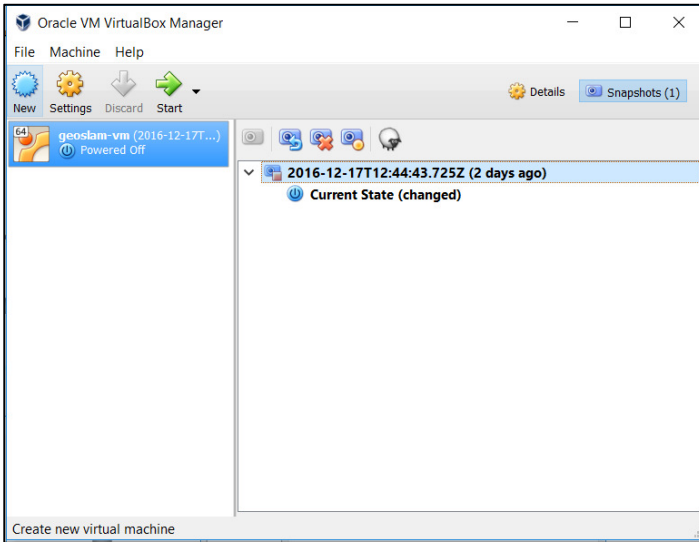 Oracle VM VirtualBox Manager
File Machine Help
New Settings Discard Start Details Snapshots (1)
64 geoslam-vm (2016-12-17T...)
Powered Off
2016-12-17T12:44:43.725Z (2 days ago)
Current State (changed)
Create new virtual machine